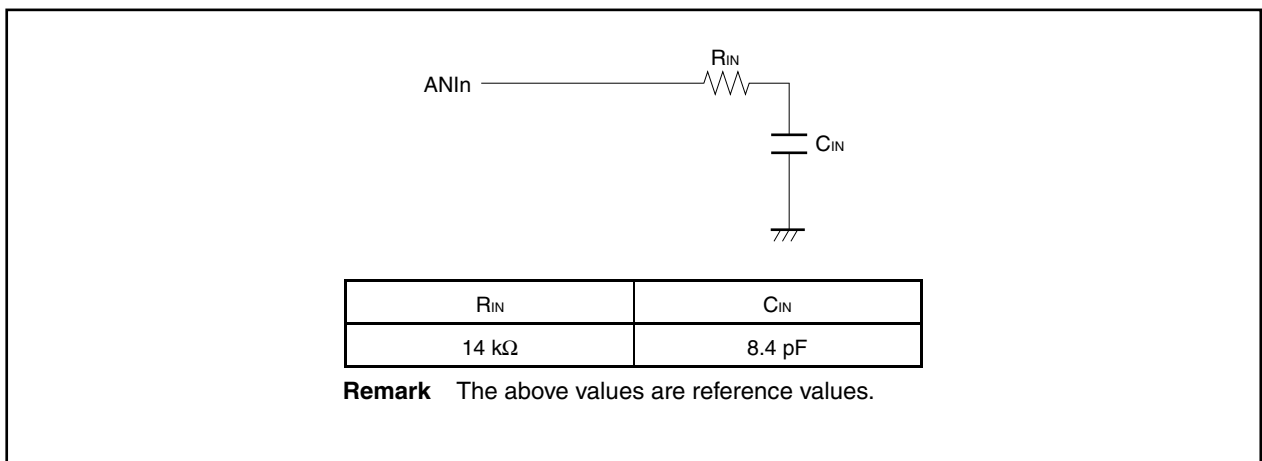 RIN
ANIn
CIN
RIN CIN
14 kΩ 8.4 pF
Remark The above values are reference values.